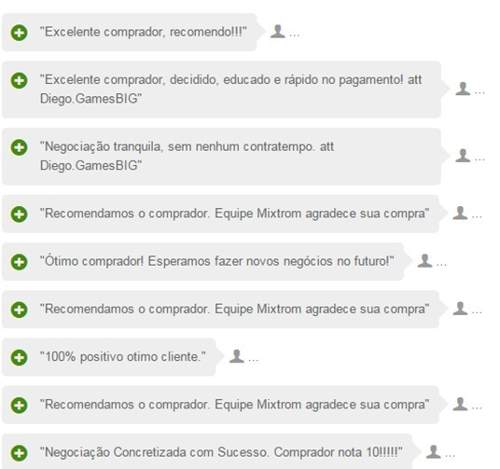 "Excelente comprador, recomendo!!!" ...
"Excelente comprador, decidido, educado e rápido no pagamento! att
Diego.GamesBIG" ...
"Negociação tranquila, sem nenhum contratempo. att
Diego.GamesBIG" ...
"Recomendamos o comprador. Equipe Mixtrom agradece sua compra" ...
"Ótimo comprador! Esperamos fazer novos negócios no futuro!" ...
"Recomendamos o comprador. Equipe Mixtrom agradece sua compra" ...
"100% positivo otimo cliente." ...
"Recomendamos o comprador. Equipe Mixtrom agradece sua compra" ...
"Negociação Concretizada com Sucesso. Comprador nota 10!!!!!" ...